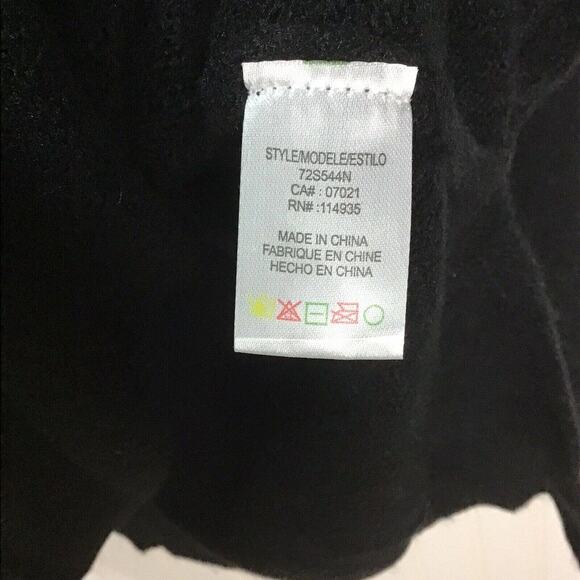 STYLE/MODELE/ESTILO
72S544N
CA# : 07021
RN# :114935
MADE IN CHINA
FABRIQUE EN CHINE
HECHO EN CHINA